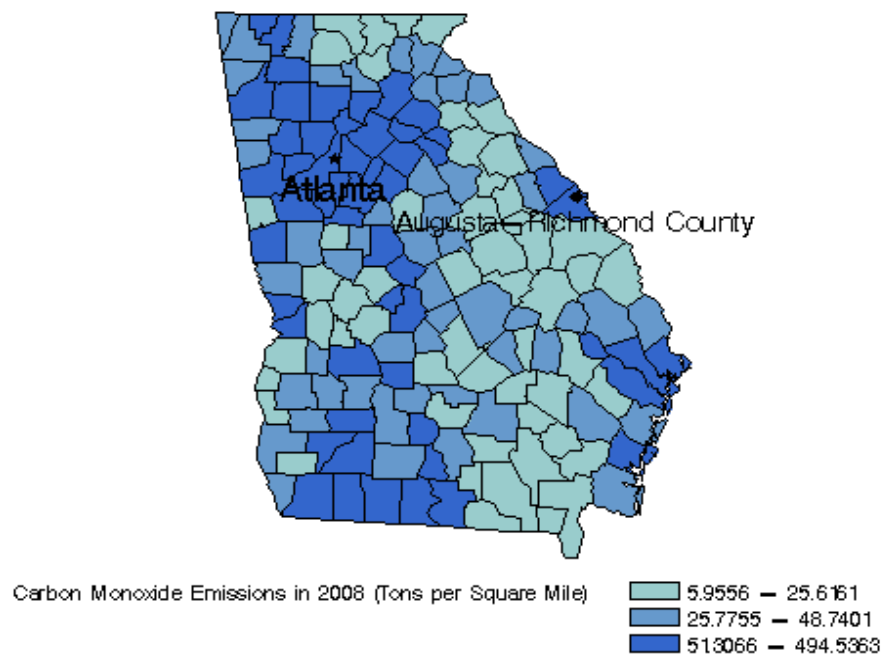 Atlanta
Augusta-Richmond County
Carbon Monoxide Emissions in 2008 (Tons per Square Mile)
5.9556 - 25.6161
25.7755 - 48.7401
513066 - 494.5363